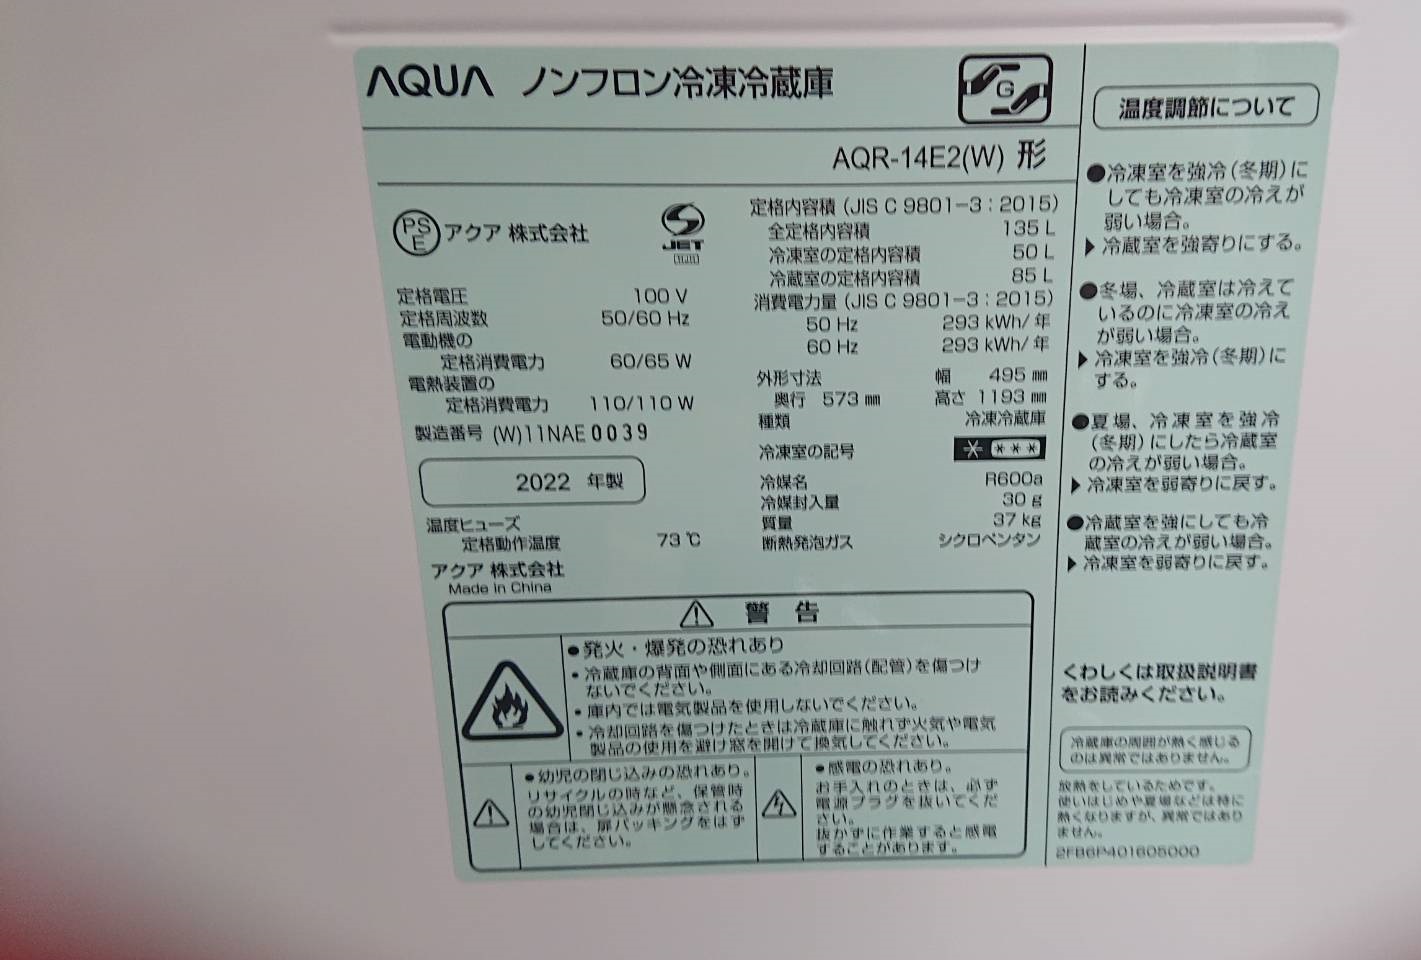 AQUA ノンフロン冷凍冷蔵庫
G
AQR-14E2(W) 形
PS
E
アクア 株式会社
JET
定格電圧 100 V
定格周波数 50/60 Hz
電動機の
定格消費電力 60/65 W
電熱装置の
定格消費電力 110/110 W
製造番号 (W)11NAE 0039
2022 年製
温度ヒューズ
定格動作温度 73 ℃
アクア 株式会社
Made in China
定格内容積 (JIS C 9801-3 : 2015)
全定格内容積 135 L
冷凍室の定格内容積 50 L
冷蔵室の定格内容積 85 L
消費電力量 (JIS C 9801-3 : 2015)
50 Hz 293 kWh/年
60 Hz 293 kWh/年
外形寸法 幅 495 mm
奥行 573 mm 高さ 1193 mm
種類 冷凍冷蔵庫
冷凍室の記号 * ***
冷媒名 R600a
冷媒封入量 30 g
質量 37 kg
断熱発泡ガス シクロペンタン
警 告
●発火・爆発の恐れあり
・冷蔵庫の背面や側面にある冷却回路(配管)を傷つけ
ないでください。
・庫内では電気製品を使用しないでください。
・冷却回路を傷つけたときは冷蔵庫に触れず火気や電気
製品の使用を避け窓を開けて換気してください。
●幼児の閉じ込みの恐れあり。
リサイクルの時など、保管時
の幼児閉じ込みが懸念される
場合は、扉パッキングをはず
してください。
●感電の恐れあり。
お手入れのときは、必ず
電源プラグを抜いてくだ
さい。
抜かずに作業すると感電
することがあります。
温度調節について
●冷凍室を強冷(冬期)に
しても冷凍室の冷えが
弱い場合。
▶冷蔵室を強寄りにする。
●冬場、冷蔵室は冷えて
いるのに冷凍室の冷え
が弱い場合。
▶冷凍室を強冷(冬期)に
する。
●夏場、冷凍室を強冷
(冬期)にしたら冷蔵室
の冷えが弱い場合。
▶冷凍室を弱寄りに戻す。
●冷蔵室を強にしても冷
蔵室の冷えが弱い場合。
▶冷凍室を弱寄りに戻す。
くわしくは取扱説明書
をお読みください。
冷蔵庫の周囲が熱く感じる
のは異常ではありません。
放熱をしているためです。
使いはじめや夏場などは特に
熱くなりますが、異常ではあり
ません。
2FB6P401605000